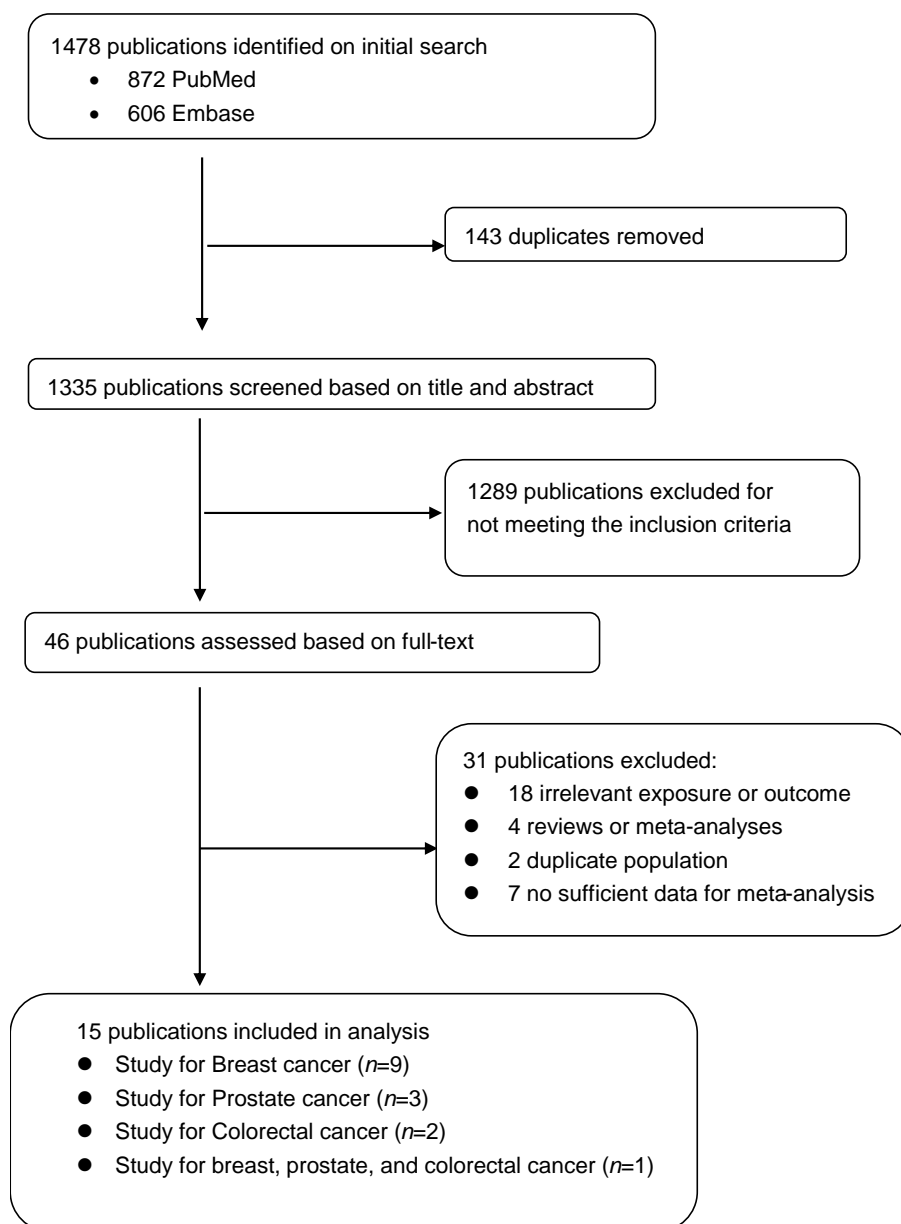 1478 publications identified on initial search
• 872 PubMed
• 606 Embase
143 duplicates removed
1335 publications screened based on title and abstract
1289 publications excluded for
not meeting the inclusion criteria
46 publications assessed based on full-text
31 publications excluded:
● 18 irrelevant exposure or outcome
● 4 reviews or meta-analyses
● 2 duplicate population
● 7 no sufficient data for meta-analysis
15 publications included in analysis
● Study for Breast cancer (n=9)
● Study for Prostate cancer (n=3)
● Study for Colorectal cancer (n=2)
● Study for breast, prostate, and colorectal cancer (n=1)